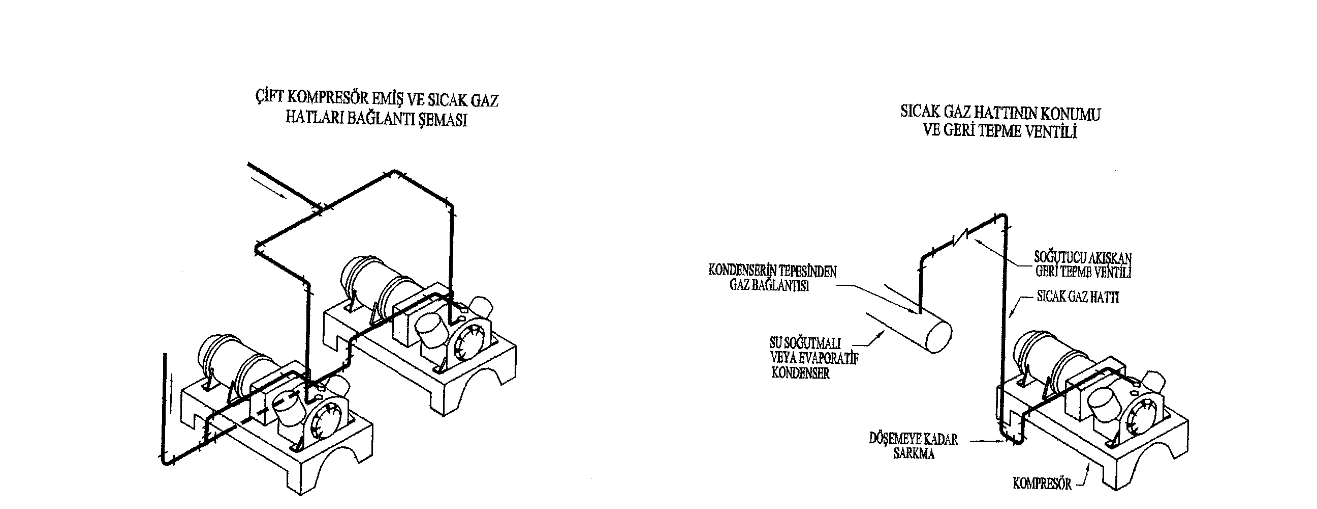 ÇİFT KOMPRESÖR EMİŞ VE SICAK GAZ
HATLARI BAĞLANTI ŞEMASI
SICAK GAZ HATTININ KONUMU
VE GERİ TEPME VENTİLİ
KONDENSERİN TEPESİNDEN
GAZ BAĞLANTISI
SOĞUTUCU AKIŞKAN
GERİ TEPME VENTİLİ
SICAK GAZ HATTI
SU SOĞUTMALI
VEYA EVAPORATİF
KONDENSER
DÖŞEMEYE KADAR
SARKMA
KOMPRESÖR